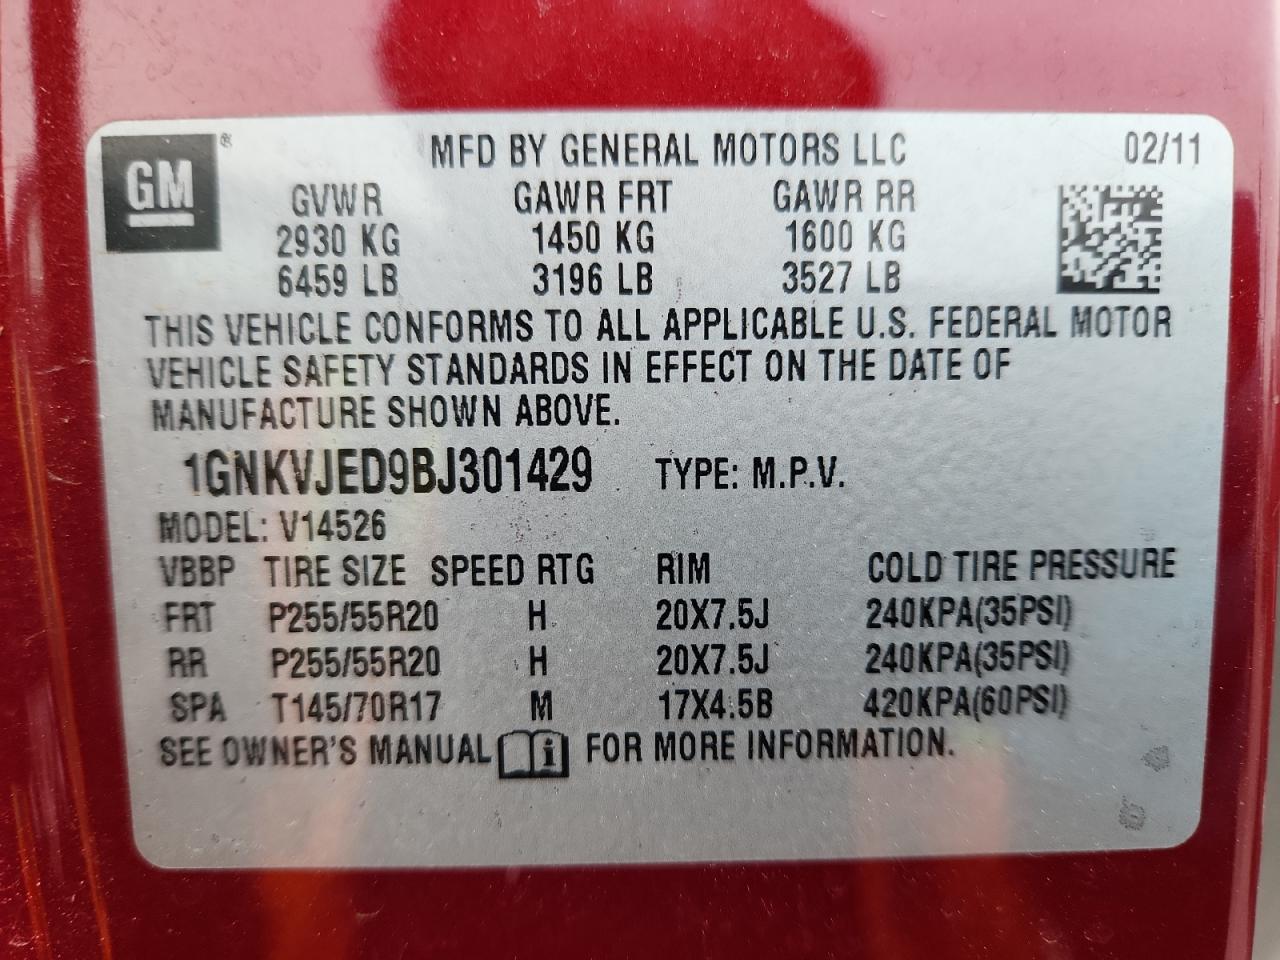 GM ®
MFD BY GENERAL MOTORS LLC 02/11
GVWR GAWR FRT GAWR RR
2930 KG 1450 KG 1600 KG
6459 LB 3196 LB 3527 LB
THIS VEHICLE CONFORMS TO ALL APPLICABLE U.S. FEDERAL MOTOR
VEHICLE SAFETY STANDARDS IN EFFECT ON THE DATE OF
MANUFACTURE SHOWN ABOVE.
1GNKVJED9BJ301429 TYPE: M.P.V.
MODEL: V14526
VBBP TIRE SIZE SPEED RTG RIM COLD TIRE PRESSURE
FRT P255/55R20 H 20X7.5J 240KPA(35PSI)
RR P255/55R20 H 20X7.5J 240KPA(35PSI)
SPA T145/70R17 M 17X4.5B 420KPA(60PSI)
SEE OWNER'S MANUAL i FOR MORE INFORMATION.